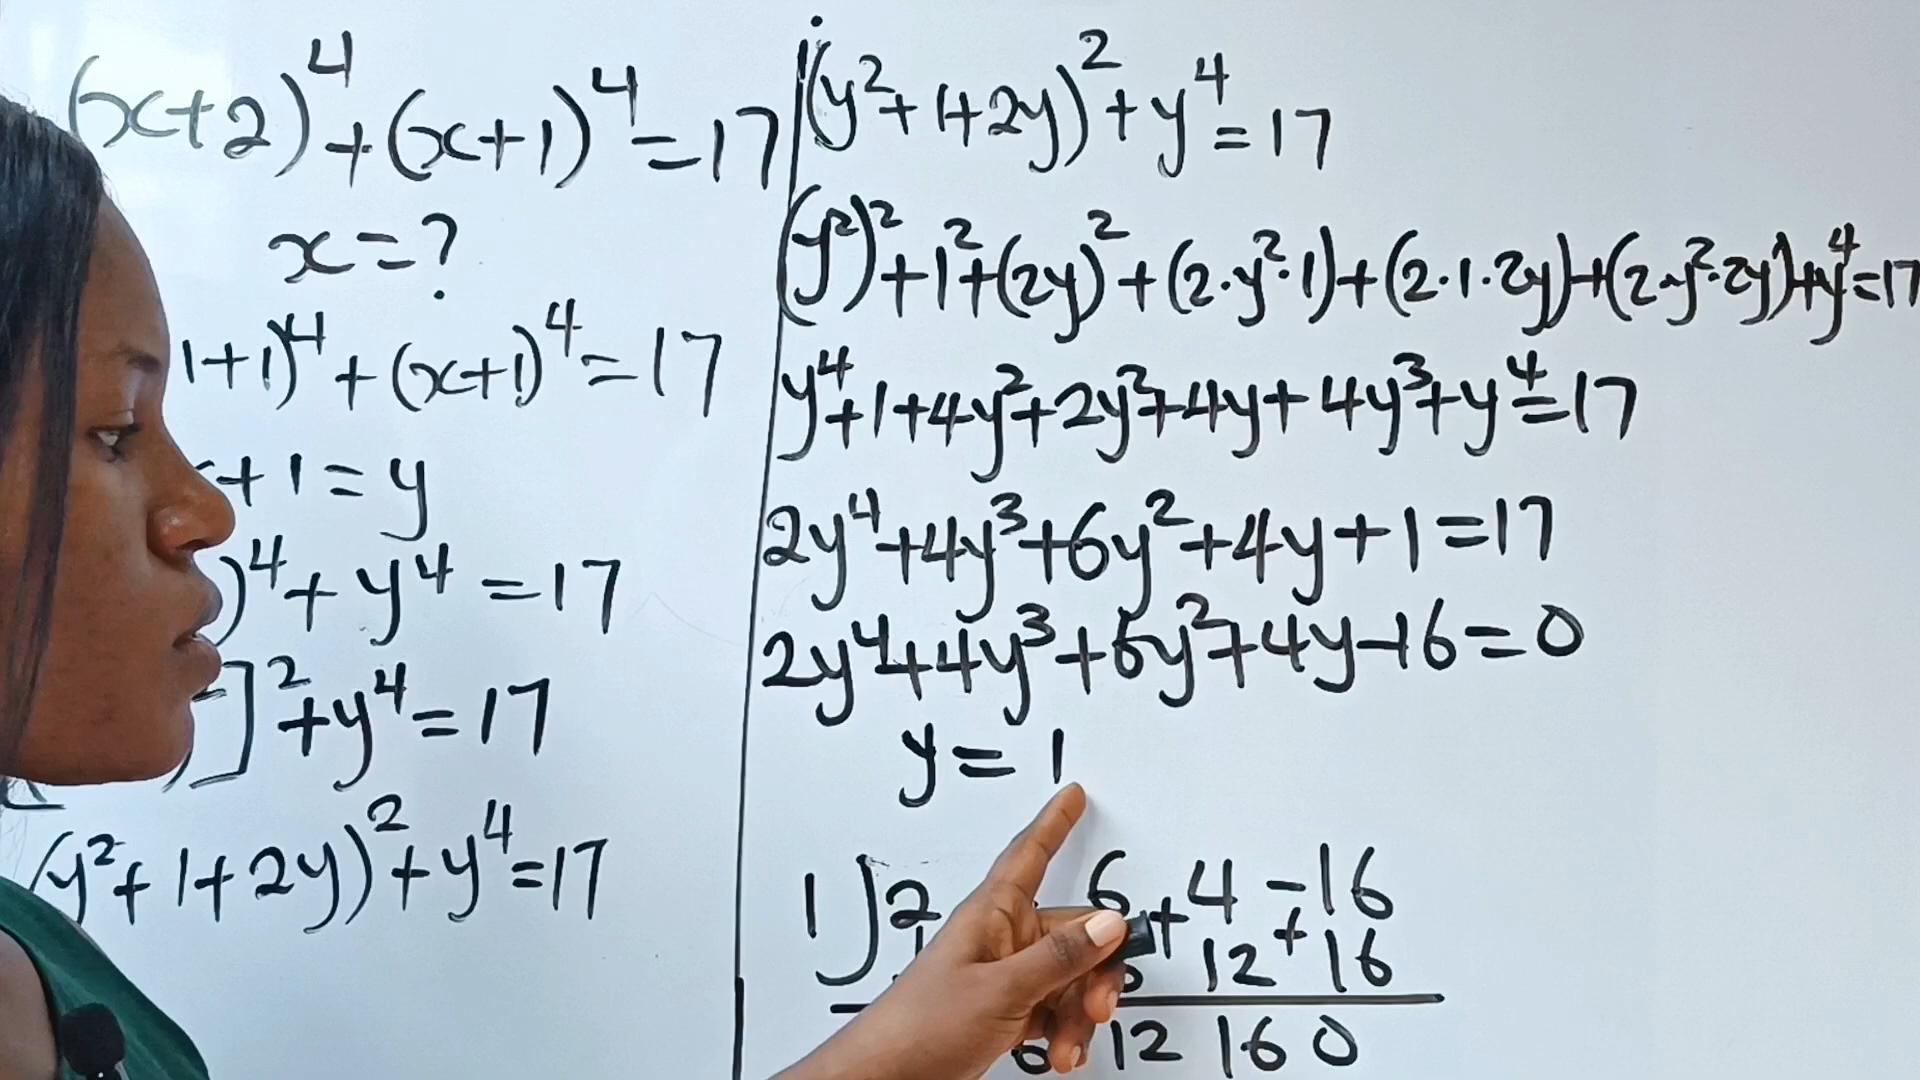 (x+2)⁴+(x+1)⁴=17
x=?
1+1)⁴+(x+1)⁴=17
+1=y
)⁴+y⁴=17
]²+y⁴=17
(y²+1+2y)²+y⁴=17
(y²+1+2y)²+y⁴=17
(y²)²+1²+(2y)²+(2·y²·1)+(2·1·2y)+(2·y²·2y)+y⁴=17
y⁴+1+4y²+2y²+4y+4y³+y⁴=17
2y⁴+4y³+6y²+4y+1=17
2y⁴+4y³+6y²+4y-16=0
y=1
1 2 6 +4 -16
12 +16
12 16 0